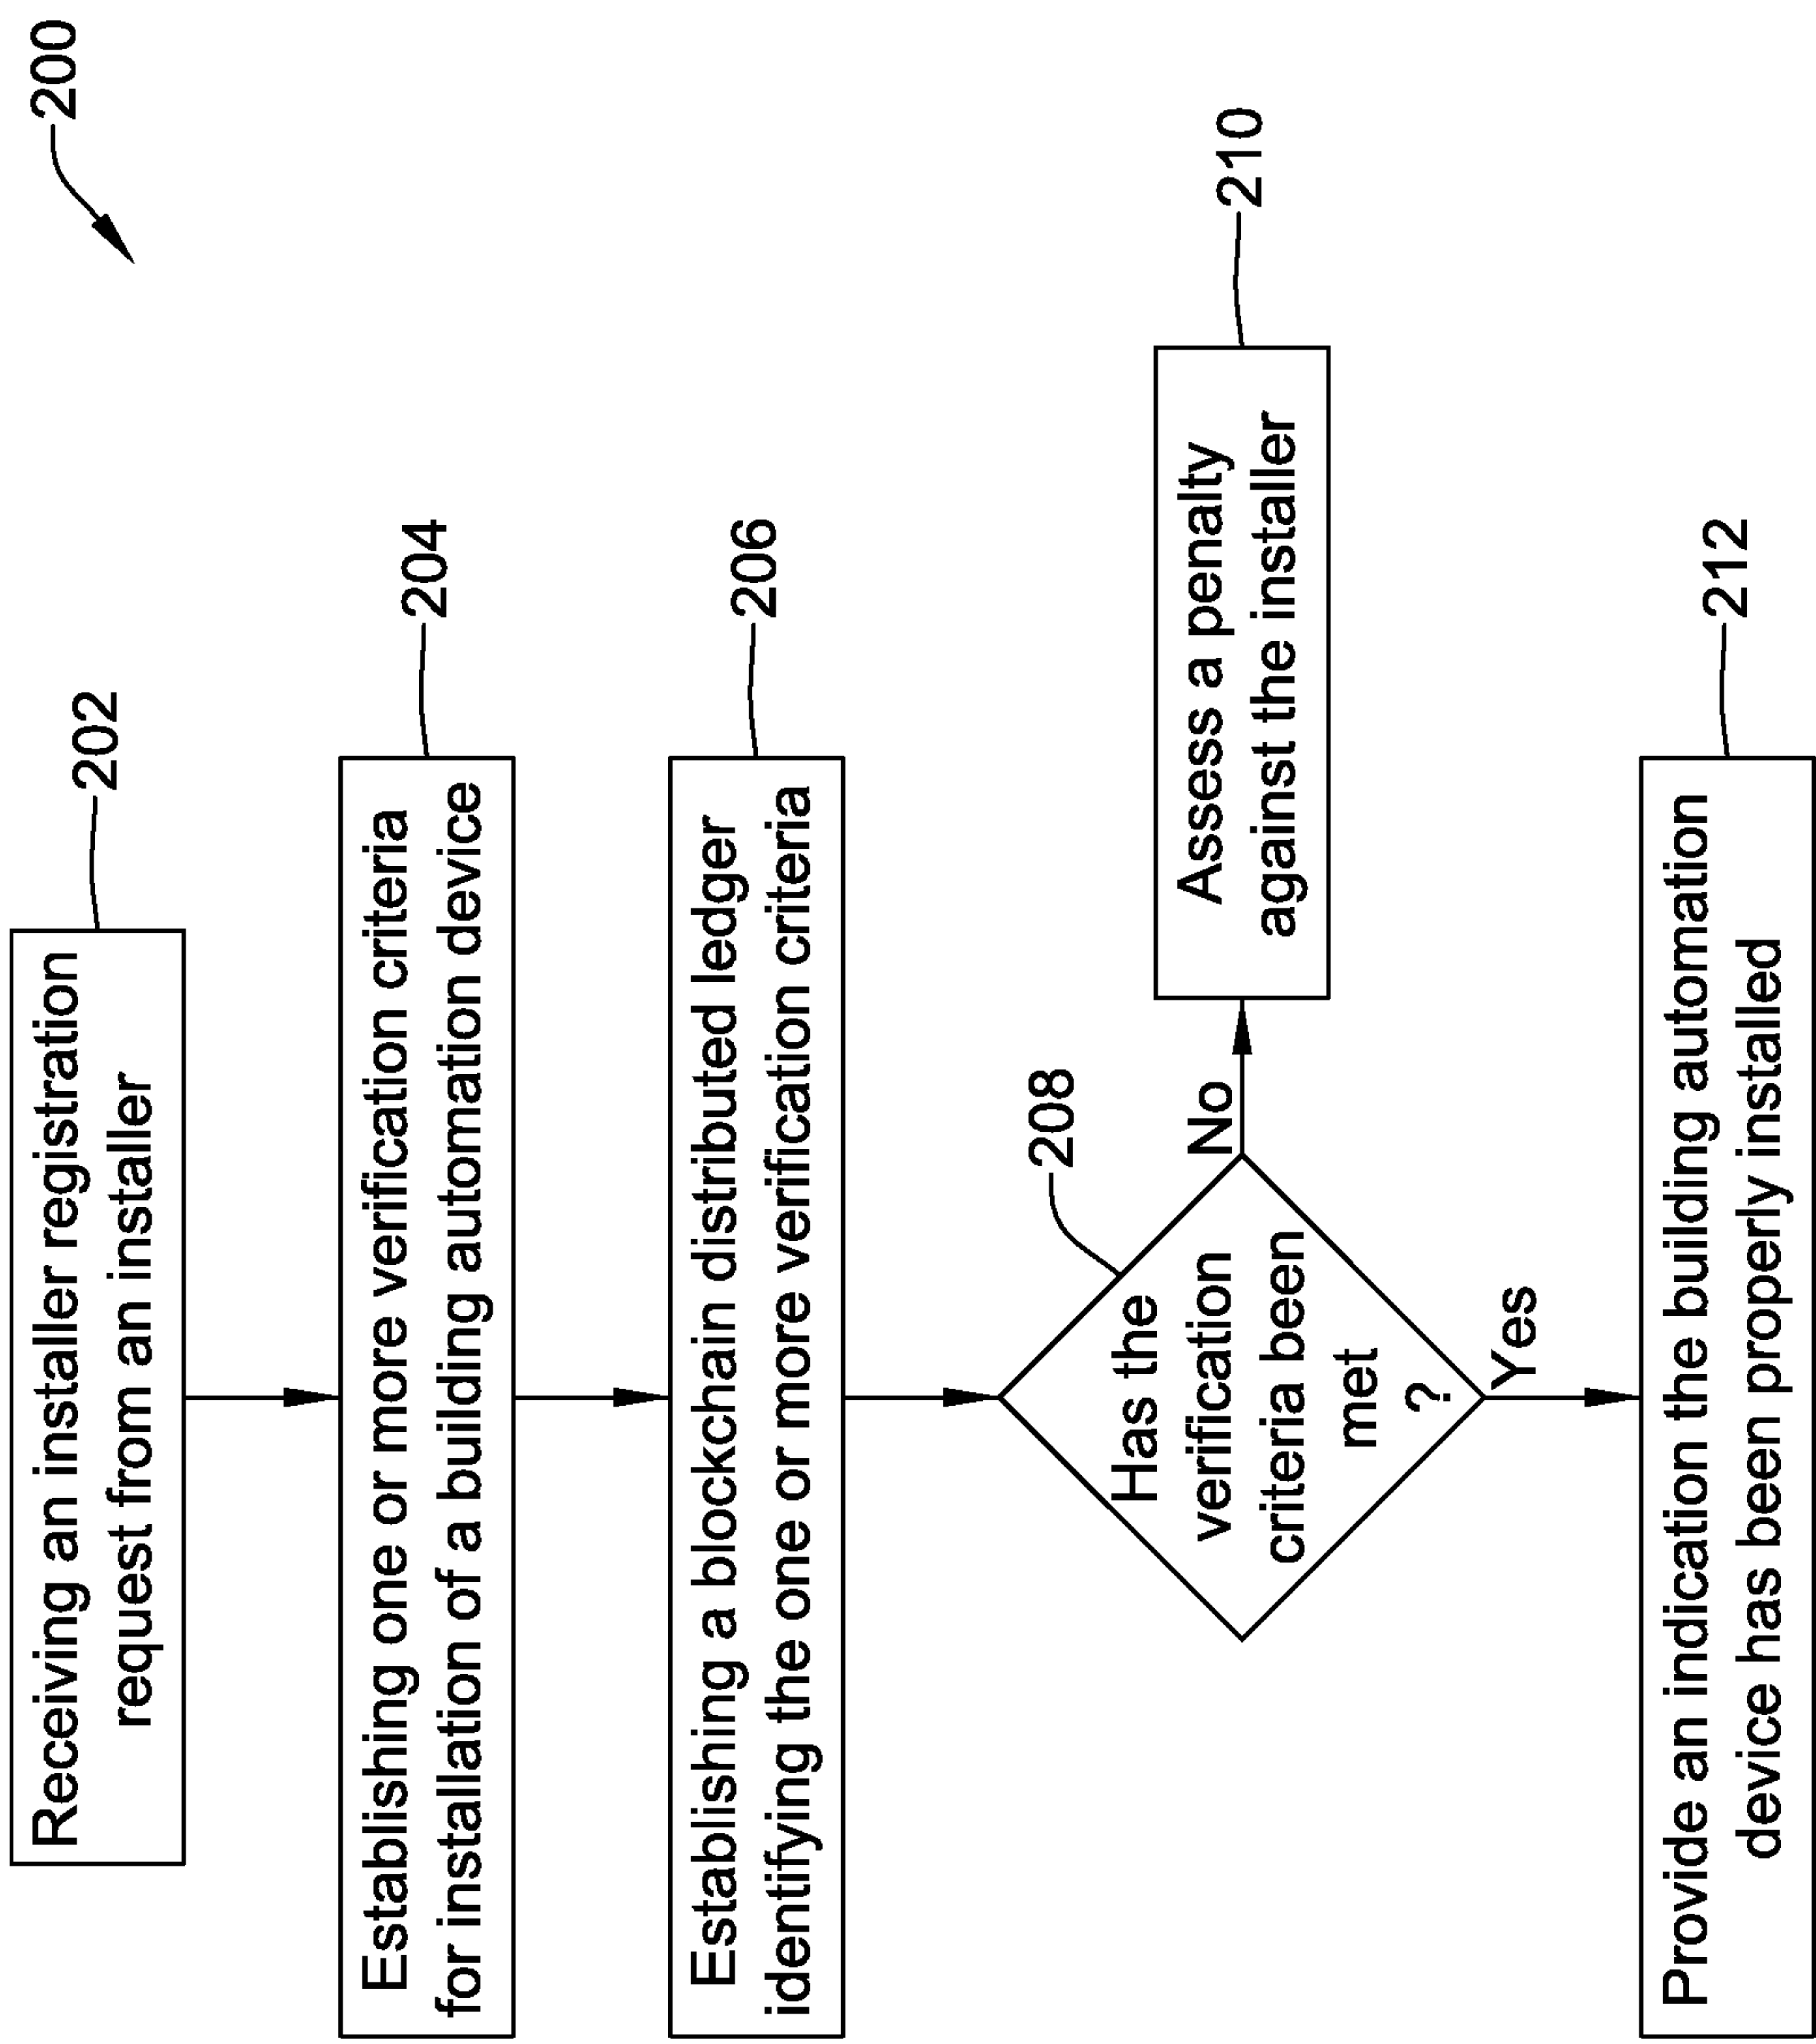 200
Receiving an installer registration
request from an installer
202
Establishing one or more verification criteria
for installation of a building automation device
204
Establishing a blockchain distributed ledger
identifying the one or more verification criteria
206
208
Has the
verification
criteria been
met
?
No
Assess a penalty
against the installer
210
Yes
Provide an indication the building automation
device has been properly installed
212